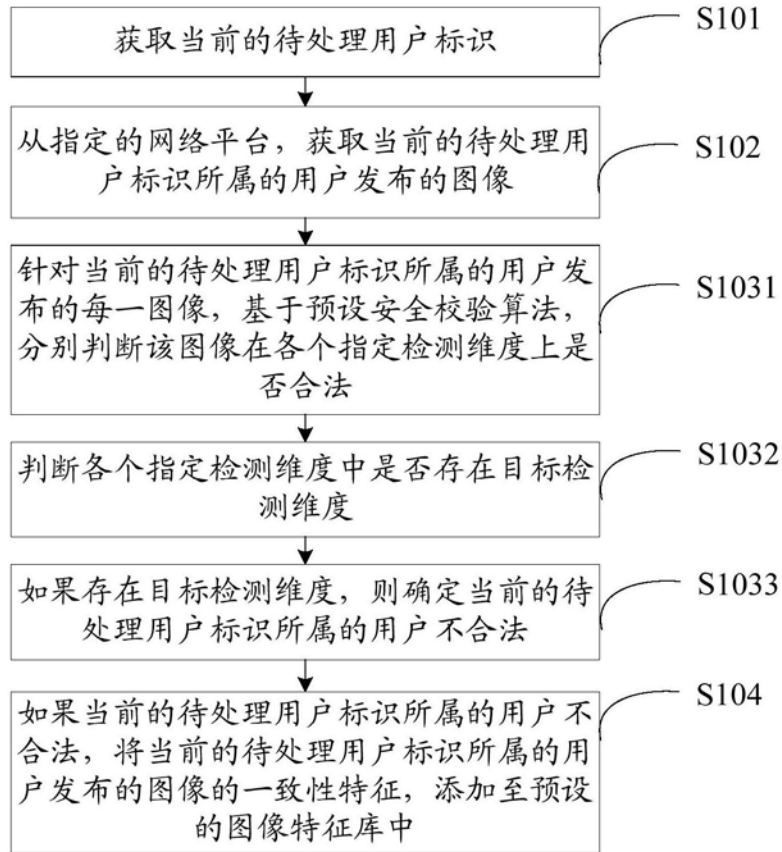 获取当前的待处理用户标识
S101
从指定的网络平台，获取当前的待处理用
户标识所属的用户发布的图像
S102
针对当前的待处理用户标识所属的用户发
布的每一图像，基于预设安全校验算法，
分别判断该图像在各个指定检测维度上是
否合法
S1031
判断各个指定检测维度中是否存在目标检
测维度
S1032
如果存在目标检测维度，则确定当前的待
处理用户标识所属的用户不合法
S1033
如果当前的待处理用户标识所属的用户不
合法，将当前的待处理用户标识所属的用
户发布的图像的一致性特征，添加至预设
的图像特征库中
S104